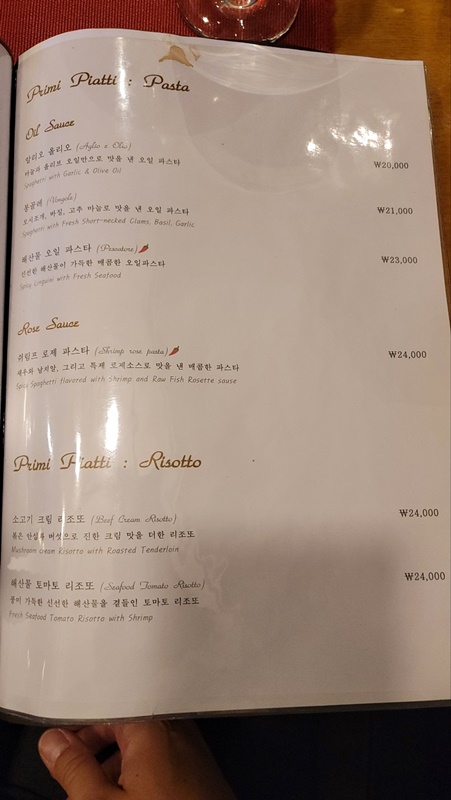 Primi Piatti : Pasta
Oil Sauce
알리오 올리오 (Aglio e Olio)
마늘과 올리브 오일만으로 맛을 낸 오일 파스타
Spaghetti with Garlic & Olive Oil
₩20,000
봉골레 (Vongole)
모시조개, 바질, 고추 마늘로 맛을 낸 오일 파스타
Spaghetti with Fresh Short-necked Clams, Basil, Garlic
₩21,000
해산물 오일 파스타 (Pescatore)
신선한 해산물이 가득한 매콤한 오일파스타
Spicy Linguini with Fresh Seafood
₩23,000
Rose Sauce
쉬림프 로제 파스타 (Shrimp rose pasta)
새우와 날치알, 그리고 특제 로제소스로 맛을 낸 매콤한 파스타
Spicy Spaghetti flavored with Shrimp and Raw Fish Rosette sause
₩24,000
Primi Piatti : Risotto
소고기 크림 리조또 (Beef Cream Risotto)
볶은 안심과 버섯으로 진한 크림 맛을 더한 리조또
Mushroom cream Risotto with Roasted Tenderloin
₩24,000
해산물 토마토 리조또 (Seafood Tomato Risotto)
풍미 가득한 신선한 해산물을 곁들인 토마토 리조또
Fresh Seafood Tomato Risotto with Shrimp
₩24,000